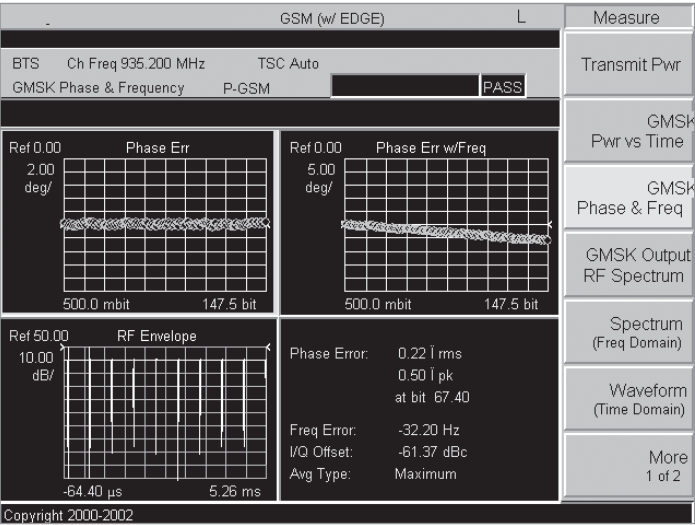 GSM (w/ EDGE) L Measure
BTS Ch Freq 935.200 MHz TSC Auto
GMSK Phase & Frequency P-GSM PASS
Transmit Pwr
GMSK
Pwr vs Time
GMSK
Phase & Freq
GMSK Output
RF Spectrum
Spectrum
(Freq Domain)
Waveform
(Time Domain)
More
1 of 2
Ref 0.00 Phase Err
2.00
deg/
500.0 mbit 147.5 bit
Ref 0.00 Phase Err w/Freq
5.00
deg/
500.0 mbit 147.5 bit
Ref 50.00 RF Envelope
10.00
dB/
-64.40 µs 5.26 ms
Phase Error: 0.22 Ï rms
0.50 Ï pk
at bit 67.40
Freq Error: -32.20 Hz
I/Q Offset: -61.37 dBc
Avg Type: Maximum
Copyright 2000-2002